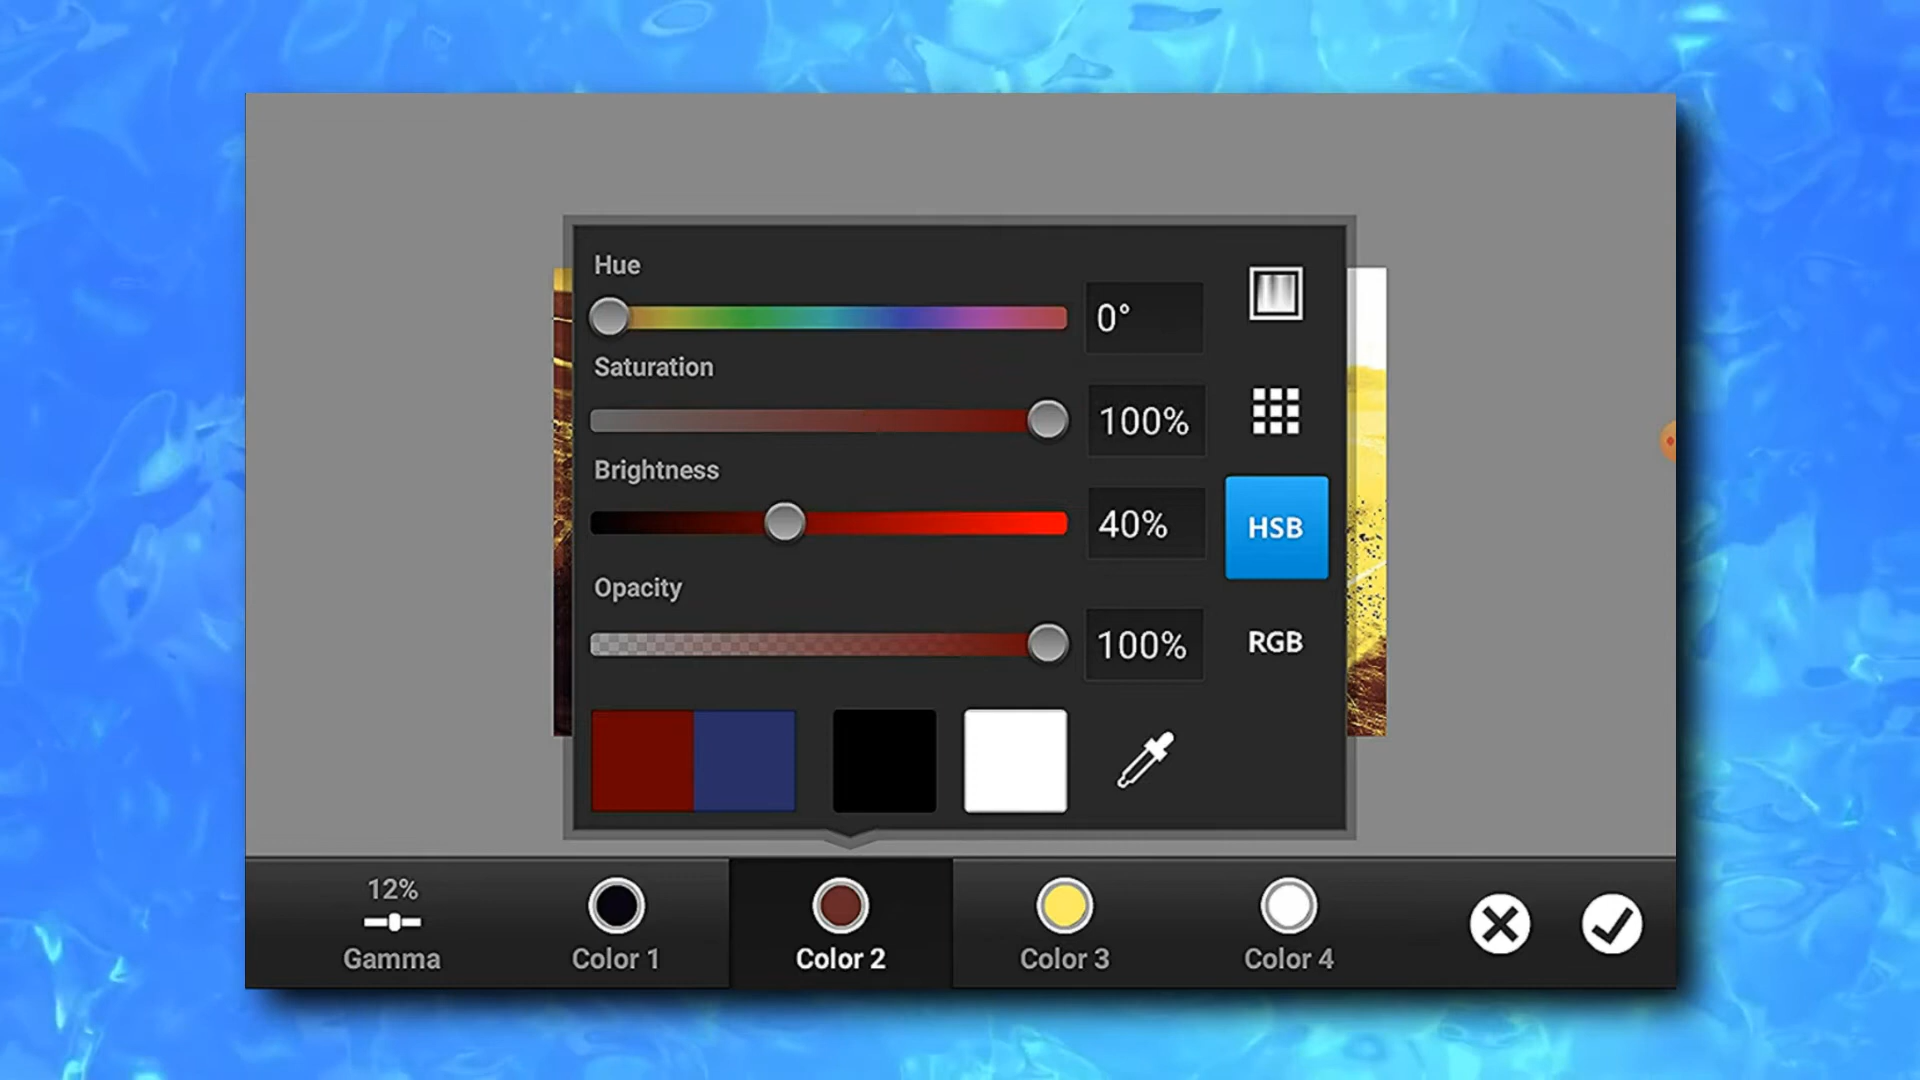 Hue
0°
Saturation
100%
Brightness
40%
HSB
Opacity
100%
RGB
12%
Gamma
Color 1
Color 2
Color 3
Color 4